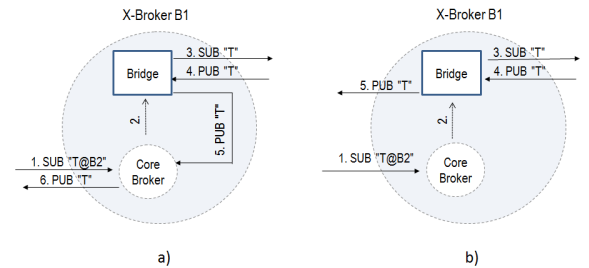 X-Broker B1
3. SUB "T"
4. PUB "T"
Bridge
2.
5. PUB "T"
1. SUB "T@B2"
6. PUB "T"
Core
Broker
a)
X-Broker B1
3. SUB "T"
4. PUB "T"
Bridge
5. PUB "T"
2.
1. SUB "T@B2"
Core
Broker
b)